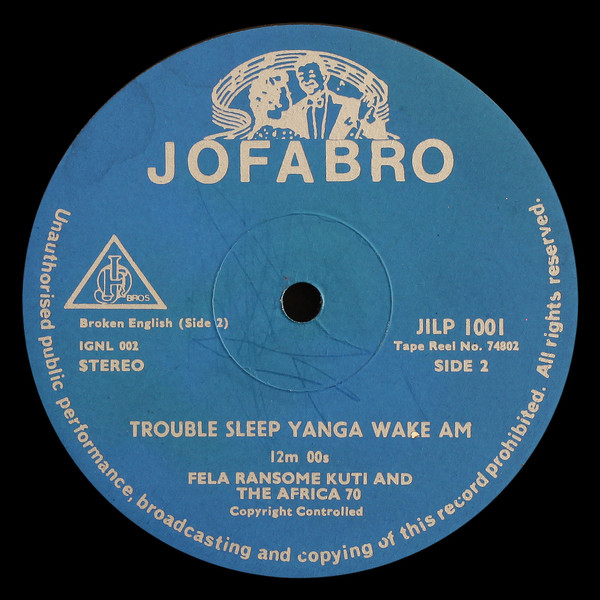 JOFABRO
BROS
Broken English (Side 2)
IGNL 002
STEREO
JILP 1001
Tape Reel No. 74802
SIDE 2
TROUBLE SLEEP YANGA WAKE AM
12m 00s
FELA RANSOME KUTI AND
THE AFRICA 70
Copyright Controlled
Unauthorised public performance, broadcasting and copying of this record prohibited. All rights reserved.